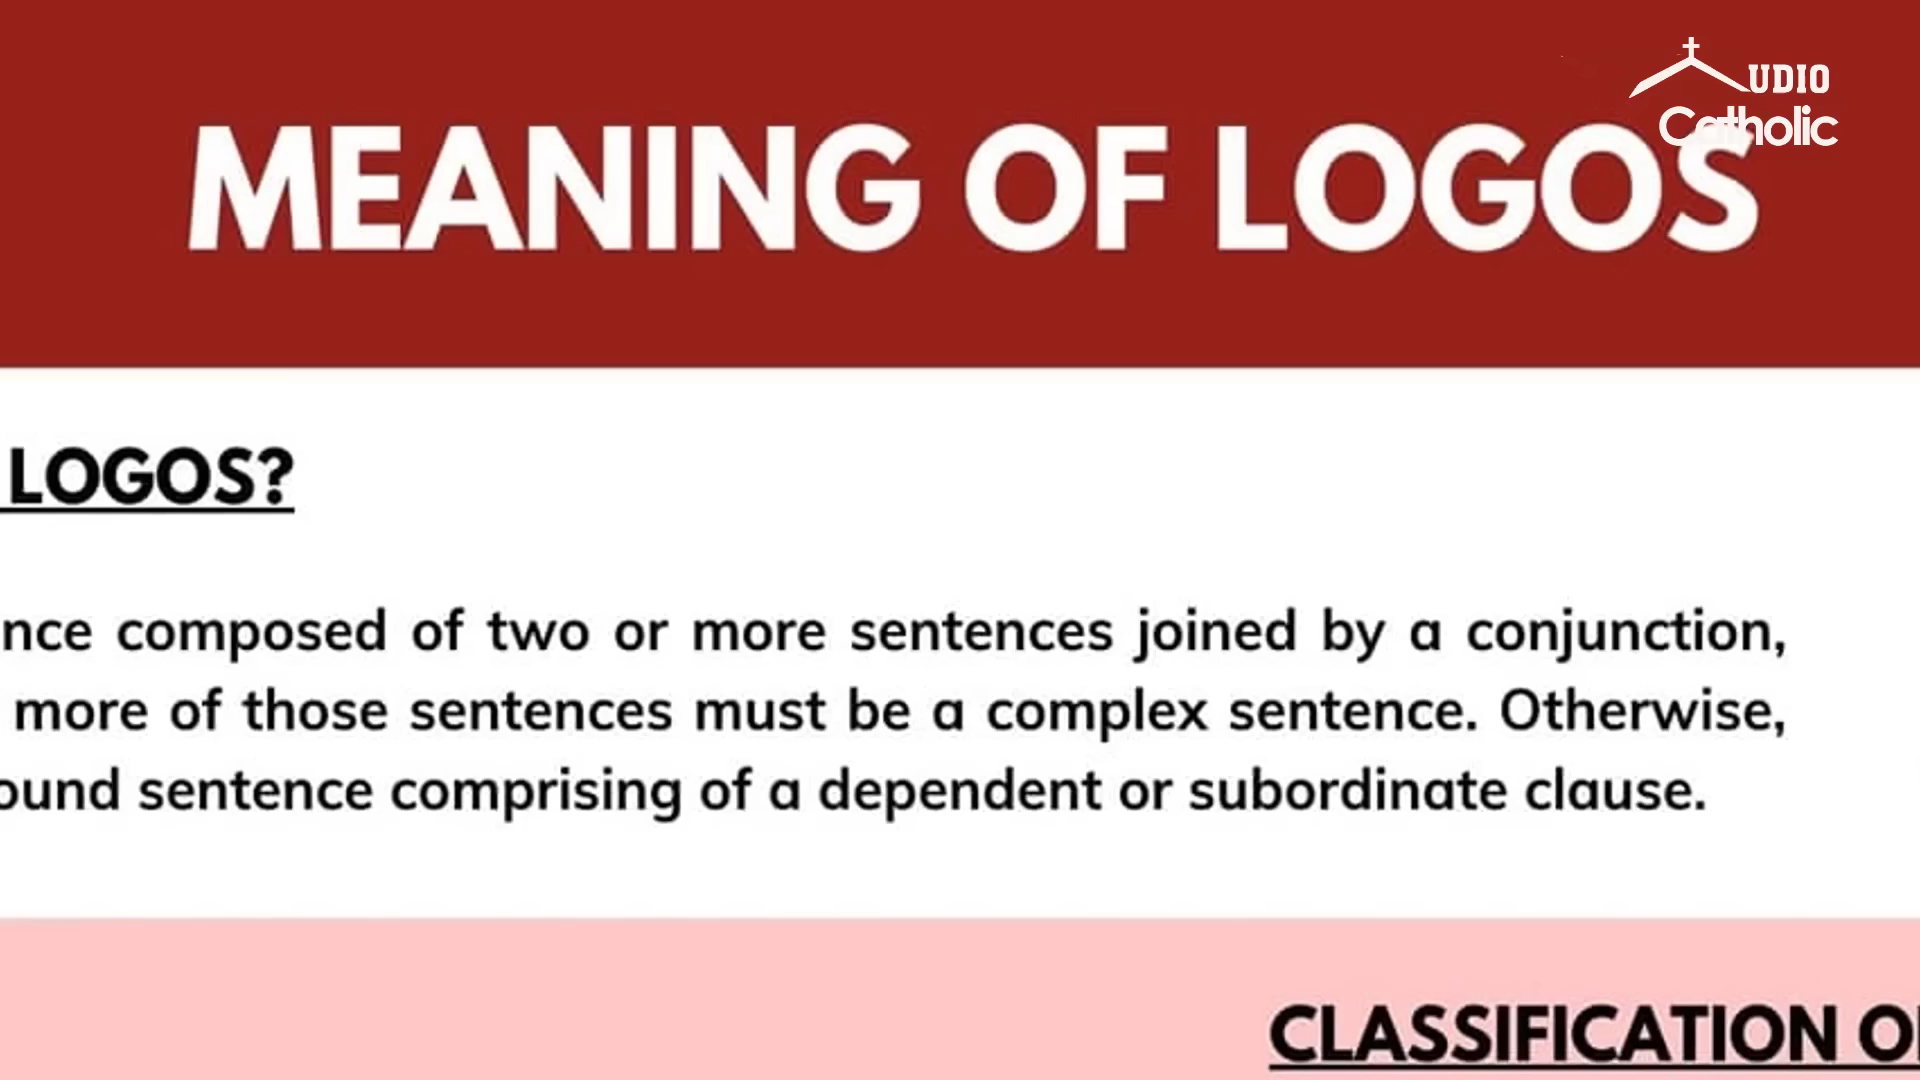 UDIO
Catholic
MEANING OF LOGOS
LOGOS?
nce composed of two or more sentences joined by a conjunction,
more of those sentences must be a complex sentence. Otherwise,
ound sentence comprising of a dependent or subordinate clause.
CLASSIFICATION O